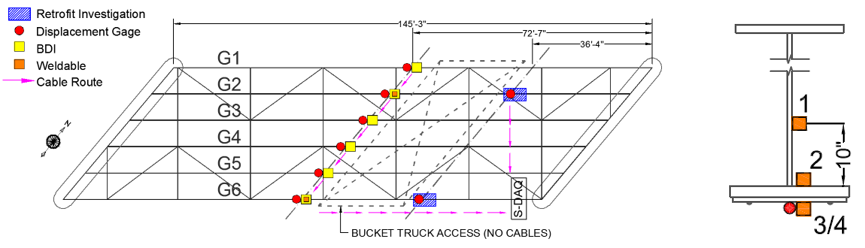 Retrofit Investigation
Displacement Gage
BDI
Weldable
Cable Route
145'-3"
72'-7"
36'-4"
G1
G2
G3
G4
G5
G6
N
S-DAQ
BUCKET TRUCK ACCESS (NO CABLES)
1
10"
2
3/4